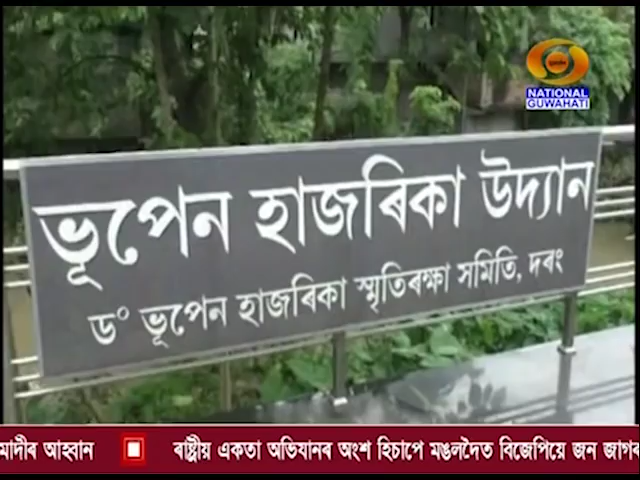 NATIONAL
GUWAHATI
ভূপেন হাজৰিকা উদ্যান
ড° ভূপেন হাজৰিকা স্মৃতিৰক্ষা সমিতি, দৰং
মাদীৰ আহ্বান ৰাষ্ট্ৰীয় একতা অভিযানৰ অংশ হিচাপে মঙলদৈত বিজেপিয়ে জন জাগৰ